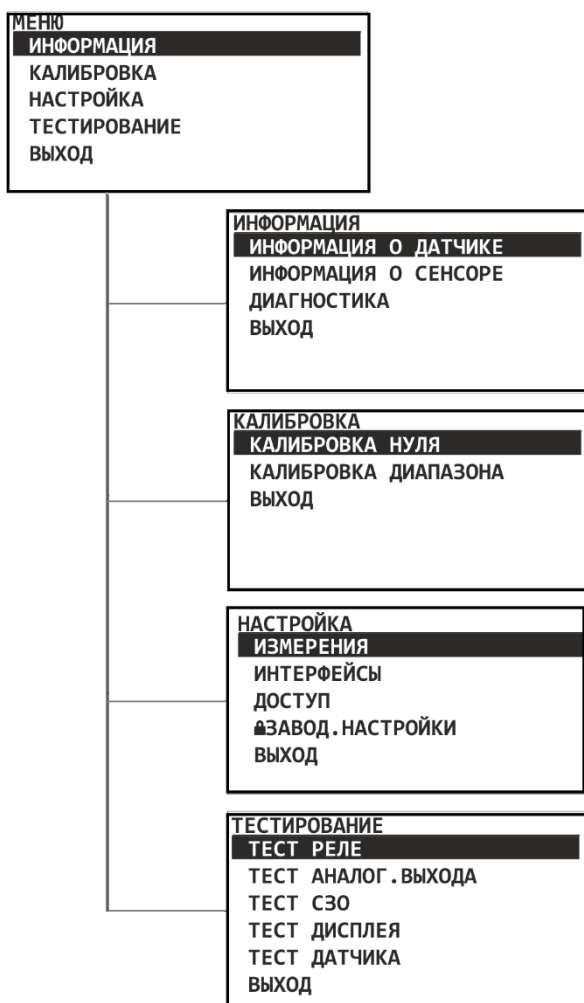 МЕНЮ
ИНФОРМАЦИЯ
КАЛИБРОВКА
НАСТРОЙКА
ТЕСТИРОВАНИЕ
ВЫХОД
ИНФОРМАЦИЯ
ИНФОРМАЦИЯ О ДАТЧИКЕ
ИНФОРМАЦИЯ О СЕНСОРЕ
ДИАГНОСТИКА
ВЫХОД
КАЛИБРОВКА
КАЛИБРОВКА НУЛЯ
КАЛИБРОВКА ДИАПАЗОНА
ВЫХОД
НАСТРОЙКА
ИЗМЕРЕНИЯ
ИНТЕРФЕЙСЫ
ДОСТУП
ЗАВОД.НАСТРОЙКИ
ВЫХОД
ТЕСТИРОВАНИЕ
ТЕСТ РЕЛЕ
ТЕСТ АНАЛОГ.ВЫХОДА
ТЕСТ СЗО
ТЕСТ ДИСПЛЕЯ
ТЕСТ ДАТЧИКА
ВЫХОД